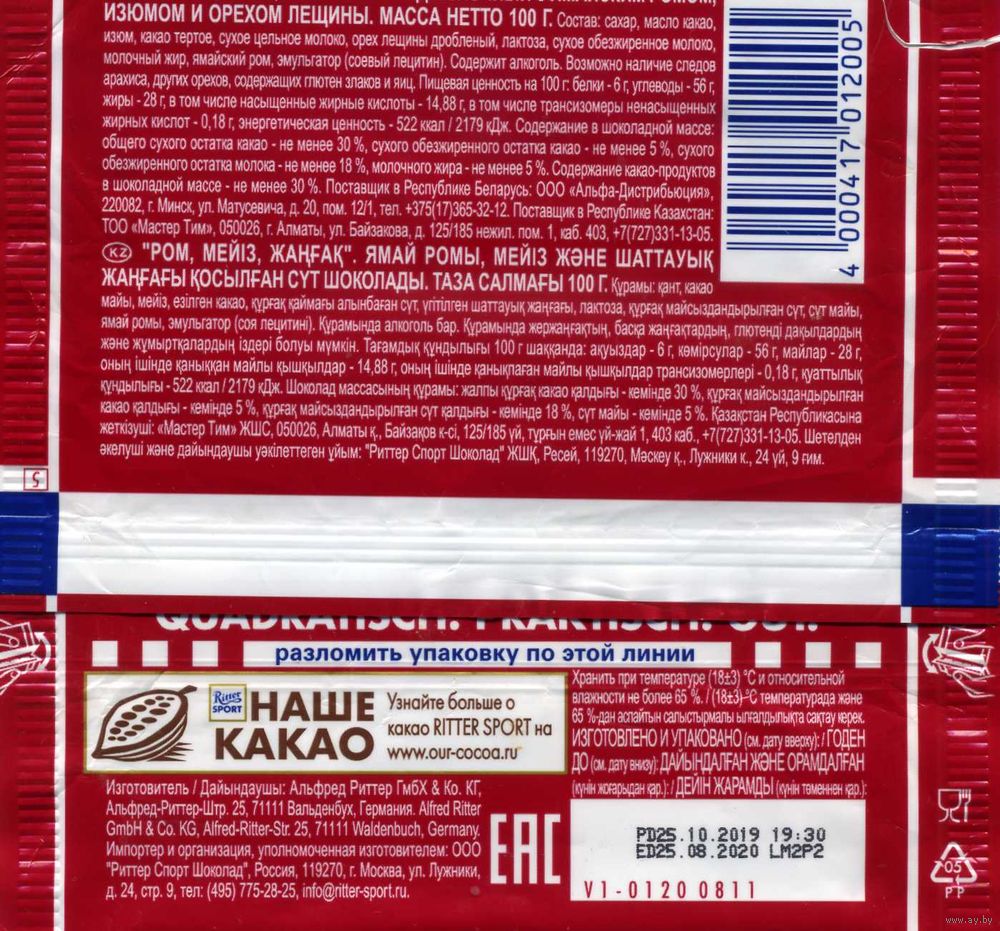 ИЗЮМОМ И ОРЕХОМ ЛЕЩИНЫ. МАССА НЕТТО 100 Г. Состав: сахар, масло какао,
изюм, какао тертое, сухое цельное молоко, орех лещины дробленый, лактоза, сухое обезжиренное молоко,
молочный жир, ямайский ром, эмульгатор (соевый лецитин). Содержит алкоголь. Возможно наличие следов
арахиса, других орехов, содержащих глютен злаков и яиц. Пищевая ценность на 100 г: белки - 6 г, углеводы - 56 г,
жиры - 28 г, в том числе насыщенные жирные кислоты - 14,88 г, в том числе трансизомеры ненасыщенных
жирных кислот - 0,18 г, энергетическая ценность - 522 ккал / 2179 кДж. Содержание в шоколадной массе:
общего сухого остатка какао - не менее 30 %, сухого обезжиренного остатка какао - не менее 5 %, сухого
обезжиренного остатка молока - не менее 18 %, молочного жира - не менее 5 %. Содержание какао-продуктов
в шоколадной массе - не менее 30 %. Поставщик в Республике Беларусь: ООО «Альфа-Дистрибьюция»,
220082, г. Минск, ул. Матусевича, д. 20, пом. 12/1, тел. +375(17)365-32-12. Поставщик в Республике Казахстан:
ТОО «Мастер Тим», 050026, г. Алматы, ул. Байзакова, д. 125/185 нежил. пом. 1, каб. 403, +7(727)331-13-05.
4 000417 012005
KZ "РОМ, МЕЙІЗ, ЖАҢҒАҚ". ЯМАЙ РОМЫ, МЕЙІЗ ЖӘНЕ ШАТТАУЫҚ
ЖАҢҒАҒЫ ҚОСЫЛҒАН СҮТ ШОКОЛАДЫ. ТАЗА САЛМАҒЫ 100 Г. Құрамы: қант, какао
майы, мейіз, езілген какао, құрғақ қаймағы алынбаған сүт, үгітілген шаттауық жаңғағы, лактоза, құрғақ майсыздандырылған сүт, сүт майы,
ямай ромы, эмульгатор (соя лецитині). Құрамында алкоголь бар. Құрамында жержаңғақтың, басқа жаңғақтардың, глютенді дақылдардың
және жұмыртқалардың іздері болуы мүмкін. Тағамдық құндылығы 100 г шаққанда: ақуыздар - 6 г, көмірсулар - 56 г, майлар - 28 г,
оның ішінде қаныққан майлы қышқылдар - 14,88 г, оның ішінде қанықпаған майлы қышқылдар трансизомерлері - 0,18 г, қуаттылық
құндылығы - 522 ккал / 2179 кДж. Шоколад массасының құрамы: жалпы құрғақ какао қалдығы - кемінде 30 %, құрғақ майсыздандырылған
какао қалдығы - кемінде 5 %, құрғақ майсыздандырылған сүт қалдығы - кемінде 18 %, сүт майы - кемінде 5 %. Қазақстан Республикасына
жеткізуші: «Мастер Тим» ЖШС, 050026, Алматы қ., Байзақов к-сі, 125/185 үй, тұрғын емес үй-жай 1, 403 каб., +7(727)331-13-05. Шетелден
әкелуші және дайындаушы уәкілеттеген ұйым: "Риттер Спорт Шоколад" ЖШҚ, Ресей, 119270, Мәскеу қ., Лужники к., 24 үй, 9 ғим.
5
QUADRATISCH. PRAKTISCH. GUT.
разломить упаковку по этой линии
Ritter SPORT
НАШЕ
КАКАО
Узнайте больше о
какао RITTER SPORT на
www.our-cocoa.ru
Хранить при температуре (18±3) °С и относительной
влажности не более 65 %. / (18±3) °С температурада және
65 %-дан аспайтын салыстырмалы ылғалдылықта сақтау керек.
ИЗГОТОВЛЕНО И УПАКОВАНО (см. дату вверху): / ГОДЕН
ДО (см. дату внизу): ДАЙЫНДАЛҒАН ЖӘНЕ ОРАМДАЛҒАН
(күнін жоғарыдан қар.): / ДЕЙІН ЖАРАМДЫ (күнін төменнен қар.):
Изготовитель / Дайындаушы: Альфред Риттер ГмбХ & Ко. КГ,
Альфред-Риттер-Штр. 25, 71111 Вальденбух, Германия. Alfred Ritter
GmbH & Co. KG, Alfred-Ritter-Str. 25, 71111 Waldenbuch, Germany.
Импортер и организация, уполномоченная изготовителем: ООО
"Риттер Спорт Шоколад", Россия, 119270, г. Москва, ул. Лужники,
д. 24, стр. 9, тел: (495) 775-28-25, info@ritter-sport.ru.
EAC
PD25.10.2019 19:30
ED25.08.2020 LM2P2
V1-0120 0811
05
PP
www.ay.by